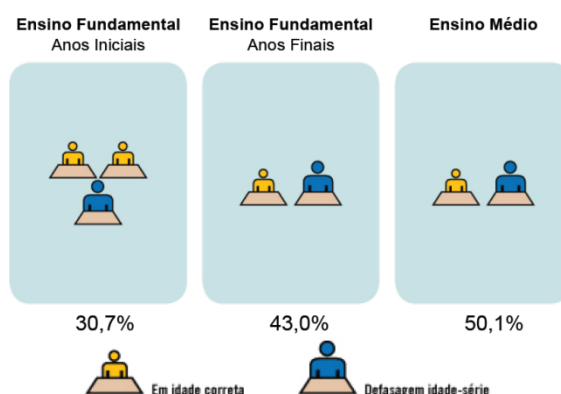 Ensino Fundamental
Anos Iniciais
Ensino Fundamental
Anos Finais
Ensino Médio
30,7%
43,0%
50,1%
Em idade correta
Defasagem idade-série